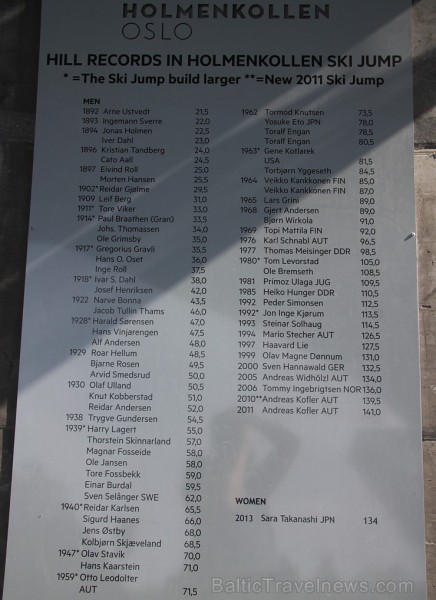 HOLMENKOLLEN
OSLO
HILL RECORDS IN HOLMENKOLLEN SKI JUMP
* =The Ski Jump build larger **=New 2011 Ski Jump
MEN
1892 Arne Ustvedt 21,5
1893 Ingemann Sverre 22,0
1894 Jonas Holmen 22,5
Iver Dahl 23,0
1896 Kristian Tandberg 24,0
Cato Aall 24,5
1897 Eivind Roll 25,0
Morten Hansen 25,5
1902* Reidar Gjølme 29,5
1909 Leif Berg 31,0
1911* Tore Viker 33,0
1914* Paul Braathen (Gran) 33,5
Johs. Thomassen 34,0
Ole Grimsby 35,0
1917* Gregorius Gravli 35,5
Hans O. Oset 36,0
Inge Roll 37,5
1918* Ivar S. Dahl 38,0
Josef Henriksen 42,0
1922 Narve Bonna 43,5
Jacob Tullin Thams 46,0
1928* Harald Sørensen 47,0
Hans Vinjarengen 47,5
Alf Andersen 48,0
1929 Roar Hellum 48,5
Bjarne Rosen 49,5
Arvid Smedsrud 50,0
1930 Olaf Ulland 50,5
Knut Kobberstad 51,0
Reidar Andersen 52,0
1938 Trygve Gundersen 54,5
1939* Harry Lagert 55,0
Thorstein Skinnarland 57,0
Magnar Fosseide 58,0
Ole Jansen 58,0
Tore Fossbekk 59,0
Einar Burdal 59,5
Sven Selånger SWE 62,0
1940* Reidar Karlsen 65,5
Sigurd Haanes 66,0
Jens Østby 68,0
Kolbjørn Skjæveland 68,5
1947* Olav Stavik 70,0
Hans Kaarstein 71,0
1959* Otto Leodolter
AUT 71,5
1962 Tormod Knutsen 73,5
Yosuke Eto JPN 78,0
Toralf Engan 78,5
Toralf Engan 80,5
1963* Gene Kotlarek
USA 81,5
Torbjørn Yggeseth 84,5
1964 Veikko Kankkonen FIN 85,0
Veikko Kankkonen FIN 87,0
1965 Lars Grini 89,0
1968 Gjert Andersen 89,0
Bjørn Wirkola 91,0
1969 Topi Mattila FIN 92,0
1976 Karl Schnabl AUT 96,5
1977 Thomas Meisinger DDR 98,5
1980* Tom Levorstad 105,0
Ole Bremseth 108,5
1981 Primoz Ulaga JUG 109,5
1985 Heiko Hunger DDR 110,5
1992 Peder Simonsen 112,5
1992* Jon Inge Kjørum 113,5
1993 Steinar Solhaug 114,5
1994 Mario Stecher AUT 126,5
1997 Haavard Lie 127,5
1999 Olav Magne Dønnum 131,0
2000 Sven Hannawald GER 132,5
2005 Andreas Widhölzl AUT 134,0
2006 Tommy Ingebrigtsen NOR 136,0
2010** Andreas Kofler AUT 139,5
2011 Andreas Kofler AUT 141,0
WOMEN
2013 Sara Takanashi JPN 134
© BalticTravelnews.com